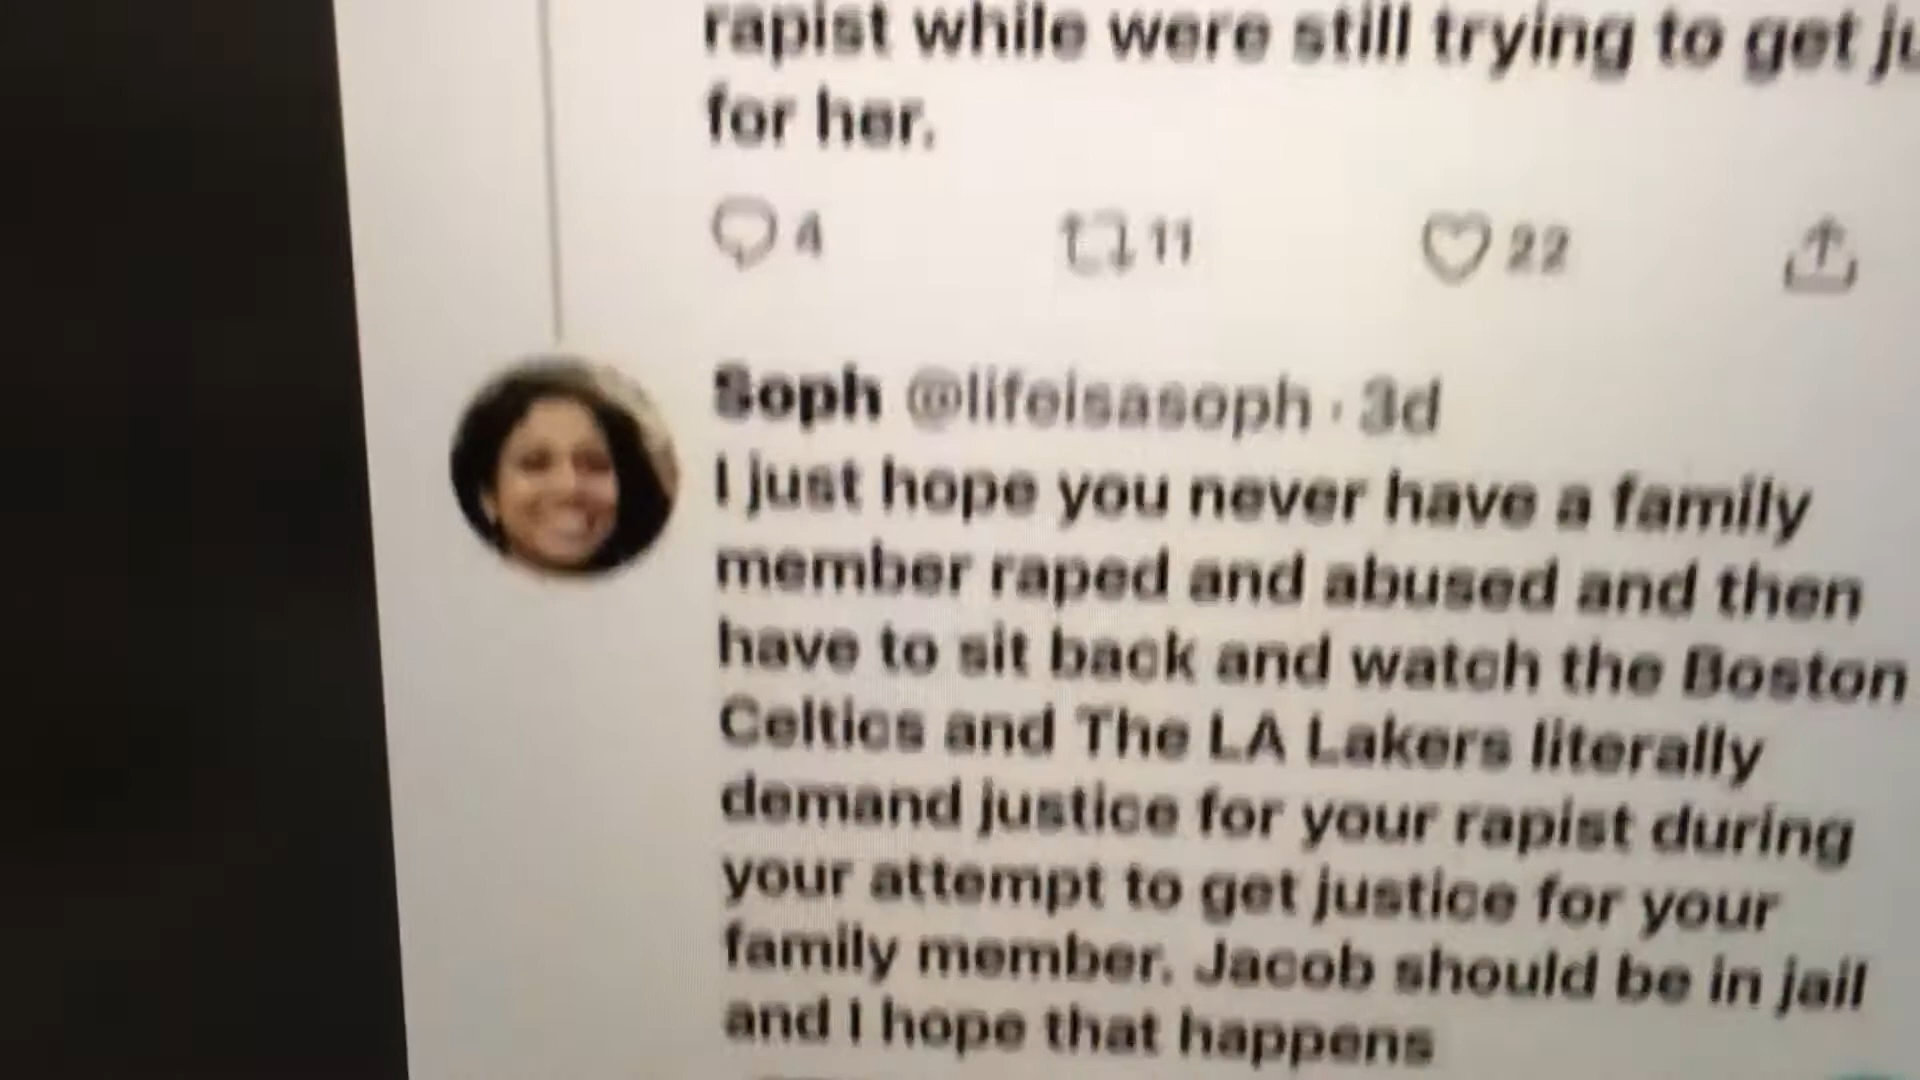 rapist while were still trying to get ju
for her.
4 11 22
Soph @lifeisasoph · 3d
I just hope you never have a family
member raped and abused and then
have to sit back and watch the Boston
Celtics and The LA Lakers literally
demand justice for your rapist during
your attempt to get justice for your
family member. Jacob should be in jail
and I hope that happens